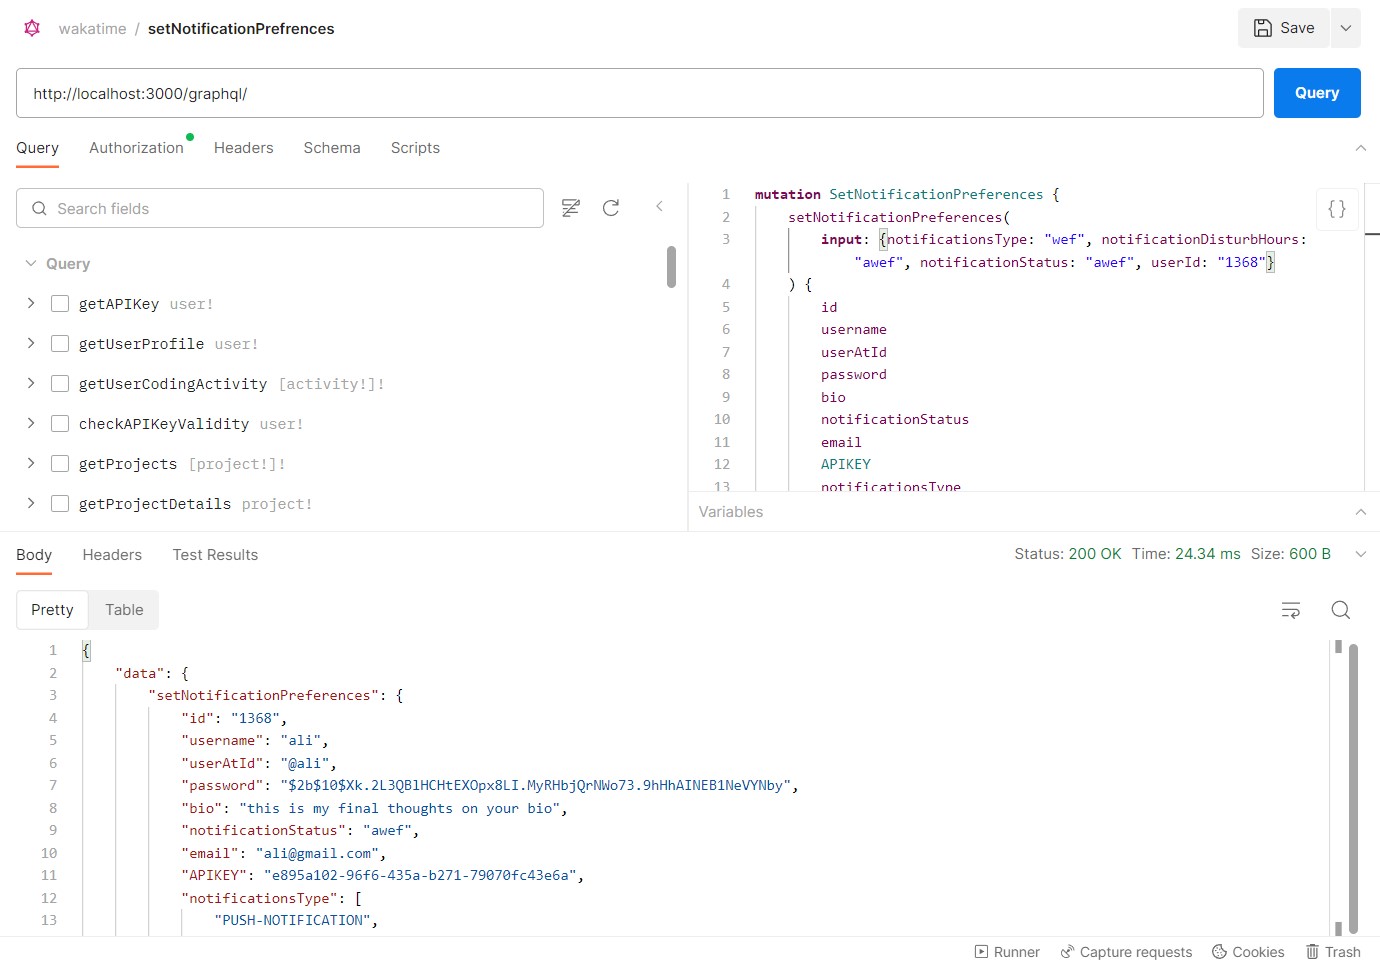 wakatime / setNotificationPrefrences
Save
http://localhost:3000/graphql/
Query
Query Authorization Headers Schema Scripts
Search fields
Query
getAPIKey user!
getUserProfile user!
getUserCodingActivity [activity!]!
checkAPIKeyValidity user!
getProjects [project!]!
getProjectDetails project!
1 mutation SetNotificationPreferences {
2 setNotificationPreferences(
3 input: {notificationsType: "wef", notificationDisturbHours:
"awef", notificationStatus: "awef", userId: "1368"}
4 ) {
5 id
6 username
7 userAtId
8 password
9 bio
10 notificationStatus
11 email
12 APIKEY
13 notificationsType
{}
Variables
Body Headers Test Results
Status: 200 OK Time: 24.34 ms Size: 600 B
Pretty Table
1 {
2 "data": {
3 "setNotificationPreferences": {
4 "id": "1368",
5 "username": "ali",
6 "userAtId": "@ali",
7 "password": "$2b$10$Xk.2L3QBlHCHtEXOpx8LI.MyRHbjQrNWo73.9hHhAINEB1NeVYNby",
8 "bio": "this is my final thoughts on your bio",
9 "notificationStatus": "awef",
10 "email": "ali@gmail.com",
11 "APIKEY": "e895a102-96f6-435a-b271-79070fc43e6a",
12 "notificationsType": [
13 "PUSH-NOTIFICATION",
Runner Capture requests Cookies Trash